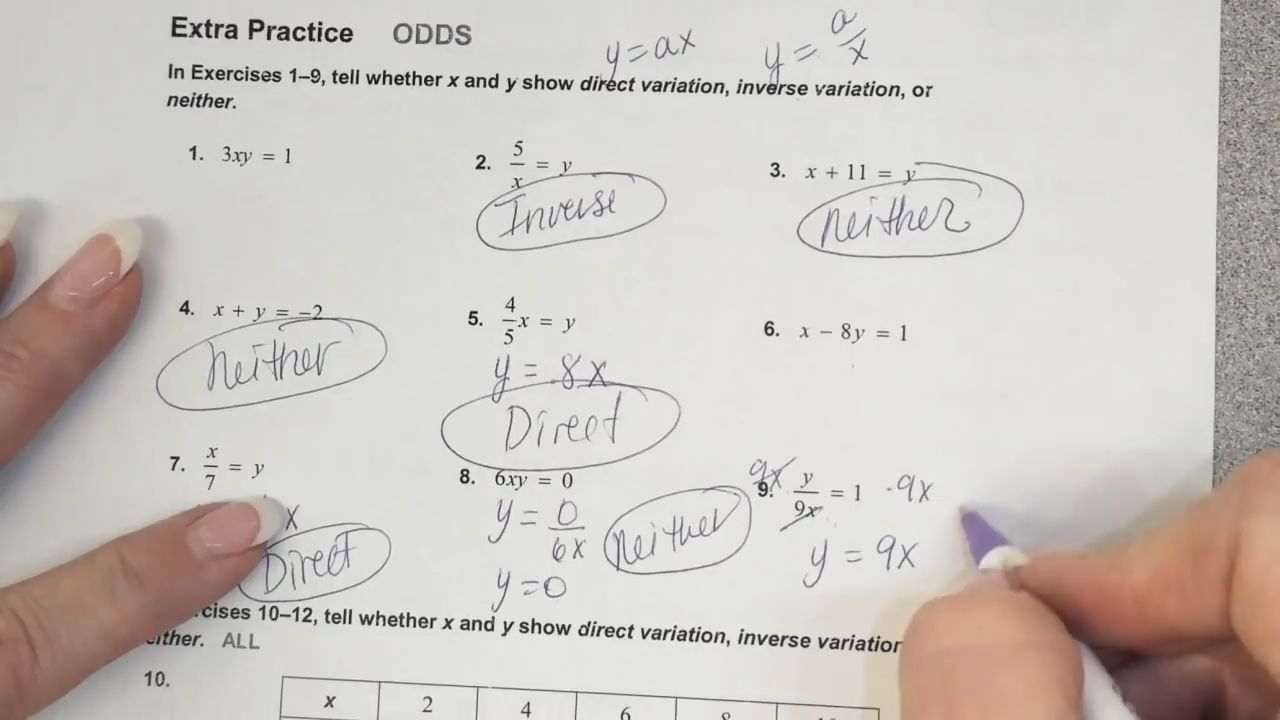 Extra Practice ODDS
y = ax y = a/x
In Exercises 1–9, tell whether x and y show direct variation, inverse variation, or
neither.
1. 3xy = 1
2. 5/x = y
Inverse
3. x + 11 = y
Neither
4. x + y = −2
Neither
5. 4/5 x = y
y = .8x
Direct
6. x − 8y = 1
7. x/7 = y
x
Direct
8. 6xy = 0
y = 0/6x
y = 0
Neither
9x 9. y/9x = 1 ·9x
y = 9x
cises 10–12, tell whether x and y show direct variation, inverse variation
either. ALL
10.
x 2 4 6 8